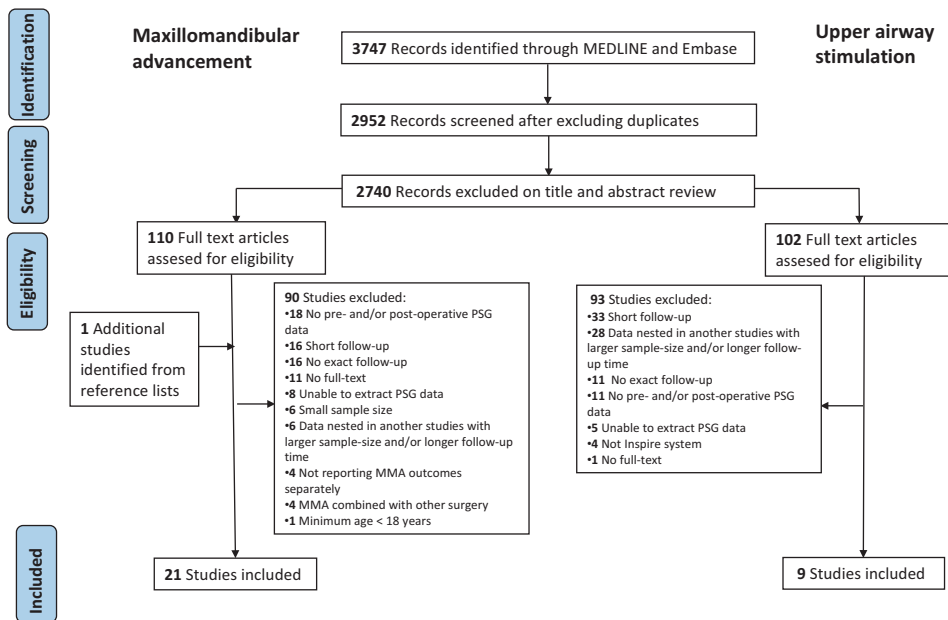 Maxillomandibular
advancement
Upper airway
stimulation
Identification
3747 Records identified through MEDLINE and Embase
2952 Records screened after excluding duplicates
Screening
2740 Records excluded on title and abstract review
Eligibility
110 Full text articles
assesed for eligibility
102 Full text articles
assessed for eligibility
1 Additional
studies
identified from
reference lists
90 Studies excluded:
•18 No pre- and/or post-operative PSG
data
•16 Short follow-up
•16 No exact follow-up
•11 No full-text
•8 Unable to extract PSG data
•6 Small sample size
•6 Data nested in another studies with
larger sample-size and/or longer follow-up
time
•4 Not reporting MMA outcomes
separately
•4 MMA combined with other surgery
•1 Minimum age < 18 years
93 Studies excluded:
•33 Short follow-up
•28 Data nested in another studies with
larger sample-size and/or longer follow-
up time
•11 No exact follow-up
•11 No pre- and/or post-operative PSG
data
•5 Unable to extract PSG data
•4 Not Inspire system
•1 No full-text
Included
21 Studies included
9 Studies included